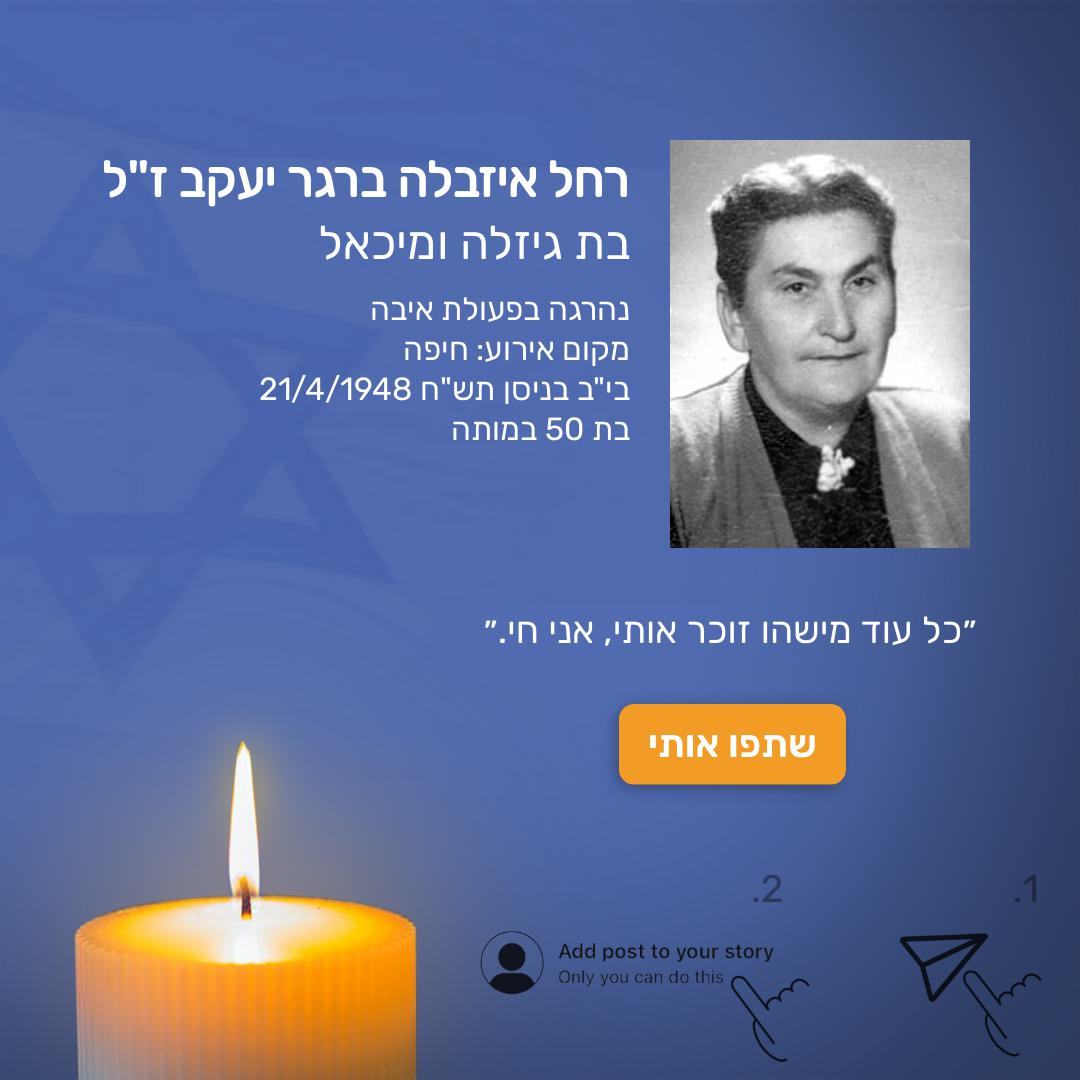 רחל איזבלה ברגר יעקב ז"ל
בת גיזלה ומיכאל
נהרגה בפעולת איבה
מקום אירוע: חיפה
בי"ב בניסן תש"ח 21/4/1948
בת 50 במותה
״כל עוד מישהו זוכר אותי, אני חי.״
שתפו אותי
1.
2.
Add post to your story
Only you can do this